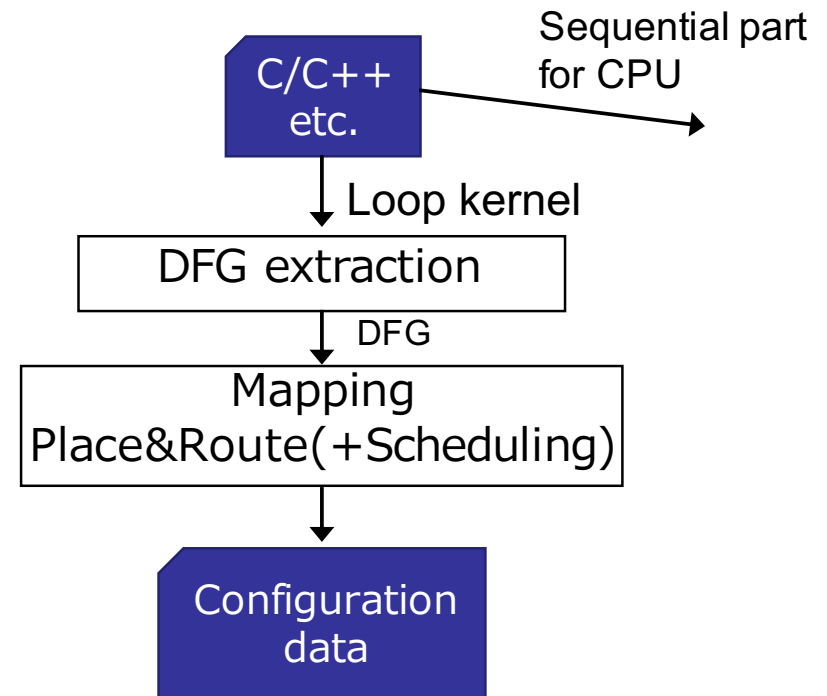 Sequential part
for CPU
C/C++
etc.
Loop kernel
DFG extraction
DFG
Mapping
Place&Route(+Scheduling)
Configuration
data